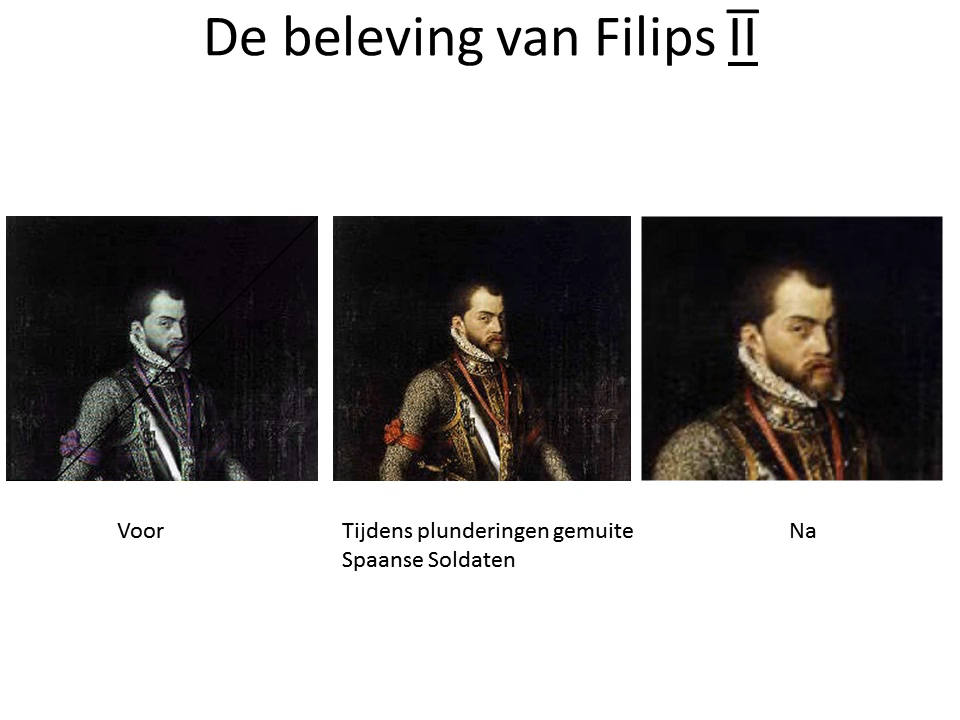 De beleving van Filips II
Voor
Tijdens plunderingen gemuite
Spaanse Soldaten
Na